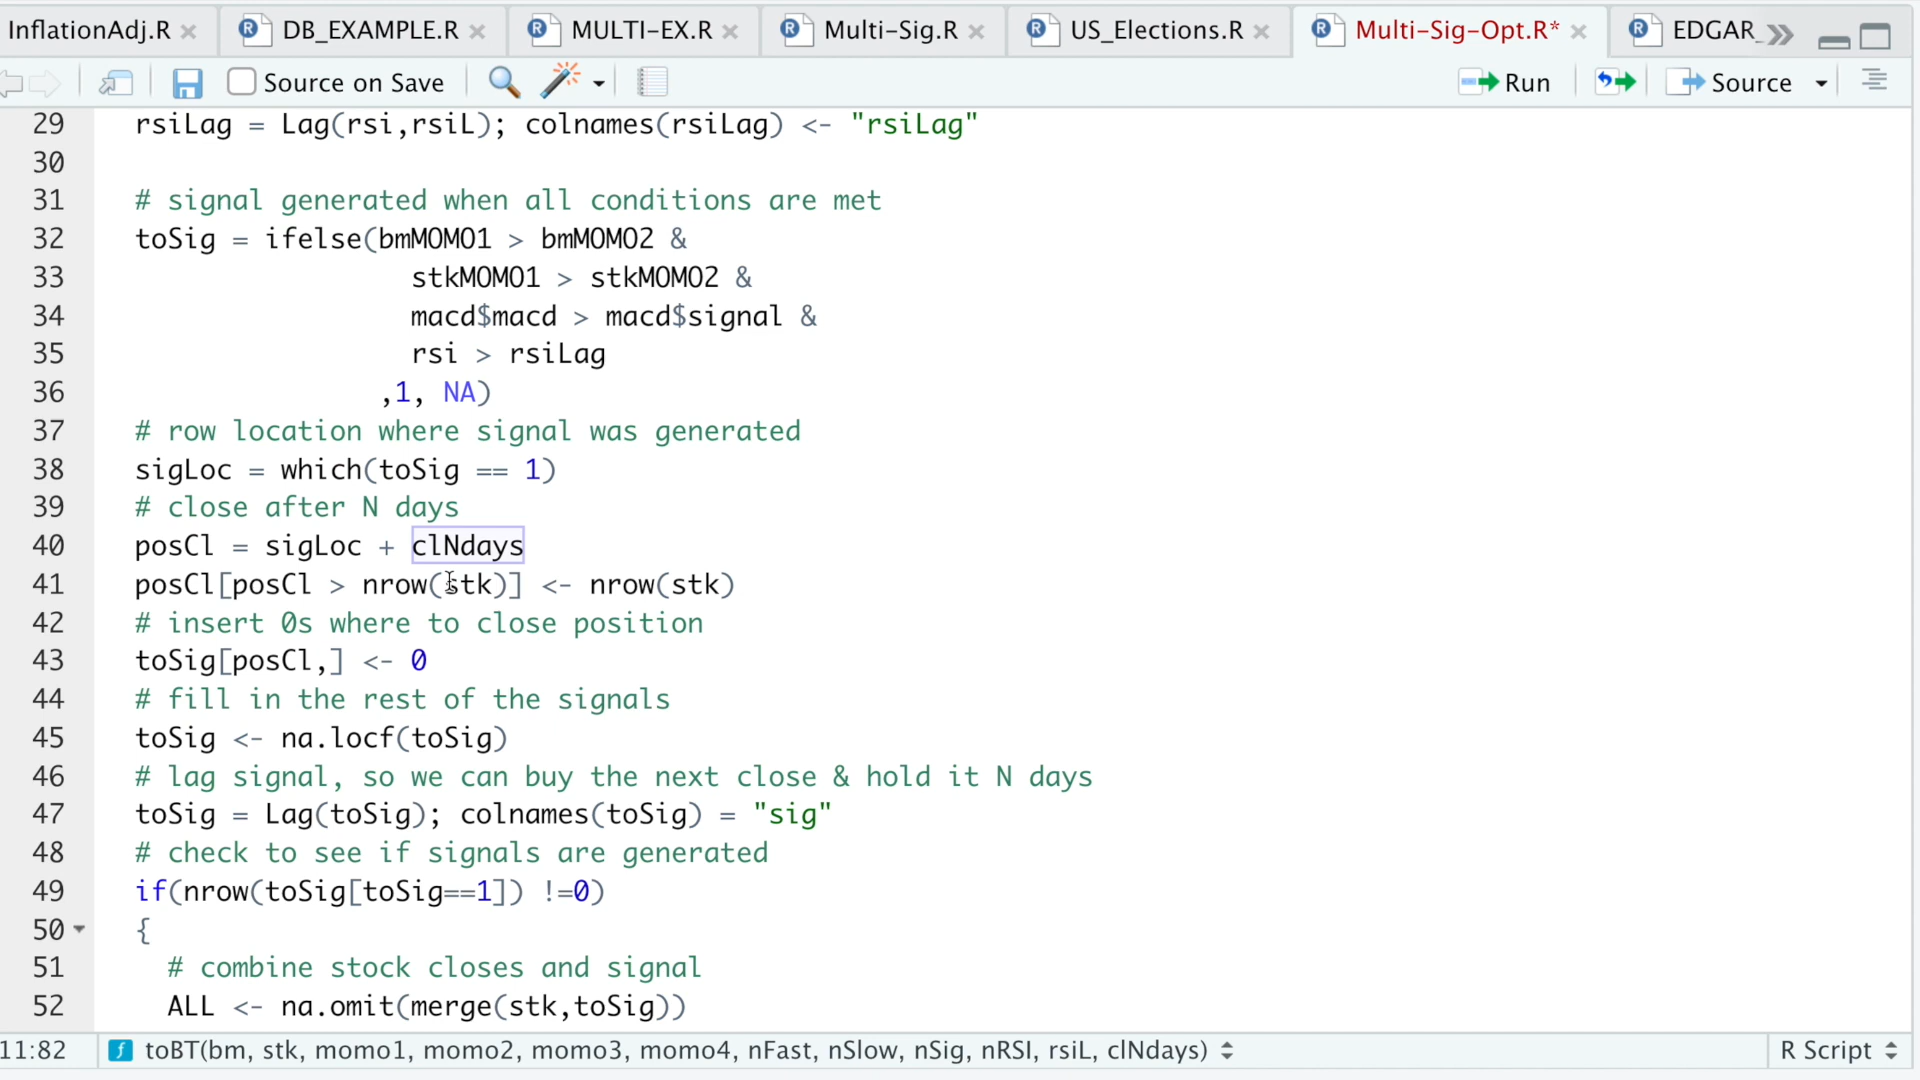 InflationAdj.R DB_EXAMPLE.R MULTI-EX.R Multi-Sig.R US_Elections.R Multi-Sig-Opt.R* EDGAR_
Source on Save Run Source
29 rsiLag = Lag(rsi,rsiL); colnames(rsiLag) <- "rsiLag"
30
31 # signal generated when all conditions are met
32 toSig = ifelse(bmMOMO1 > bmMOMO2 &
33 stkMOMO1 > stkMOMO2 &
34 macd$macd > macd$signal &
35 rsi > rsiLag
36 ,1, NA)
37 # row location where signal was generated
38 sigLoc = which(toSig == 1)
39 # close after N days
40 posCl = sigLoc + clNdays
41 posCl[posCl > nrow(stk)] <- nrow(stk)
42 # insert 0s where to close position
43 toSig[posCl,] <- 0
44 # fill in the rest of the signals
45 toSig <- na.locf(toSig)
46 # lag signal, so we can buy the next close & hold it N days
47 toSig = Lag(toSig); colnames(toSig) = "sig"
48 # check to see if signals are generated
49 if(nrow(toSig[toSig==1]) !=0)
50 {
51 # combine stock closes and signal
52 ALL <- na.omit(merge(stk,toSig))
11:82 toBT(bm, stk, momo1, momo2, momo3, momo4, nFast, nSlow, nSig, nRSI, rsiL, clNdays) R Script